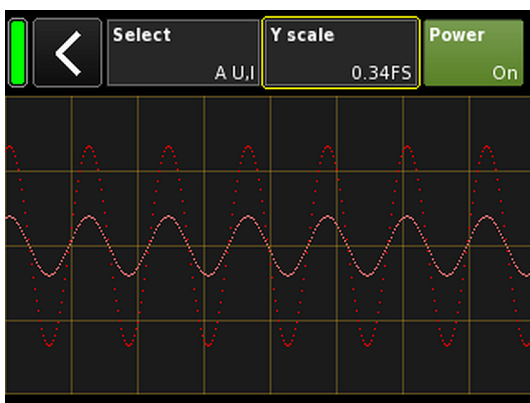 Select
A U,I
Y scale
0.34FS
Power
On